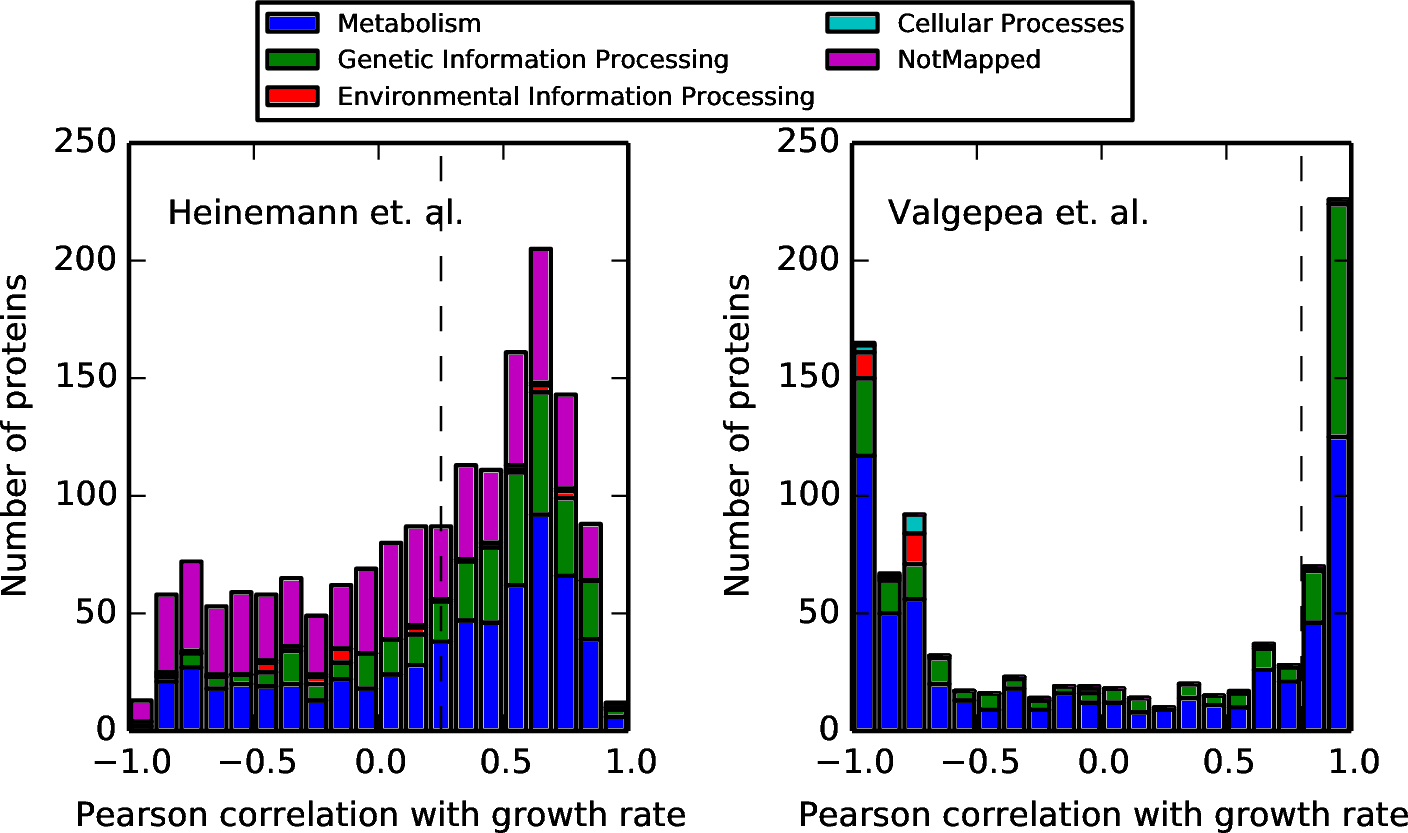 Metabolism
Genetic Information Processing
Environmental Information Processing
Cellular Processes
NotMapped
Heinemann et. al.
250
200
150
100
50
0
−1.0 −0.5 0.0 0.5 1.0
Number of proteins
Pearson correlation with growth rate
Valgepea et. al.
250
200
150
100
50
0
−1.0 −0.5 0.0 0.5 1.0
Number of proteins
Pearson correlation with growth rate